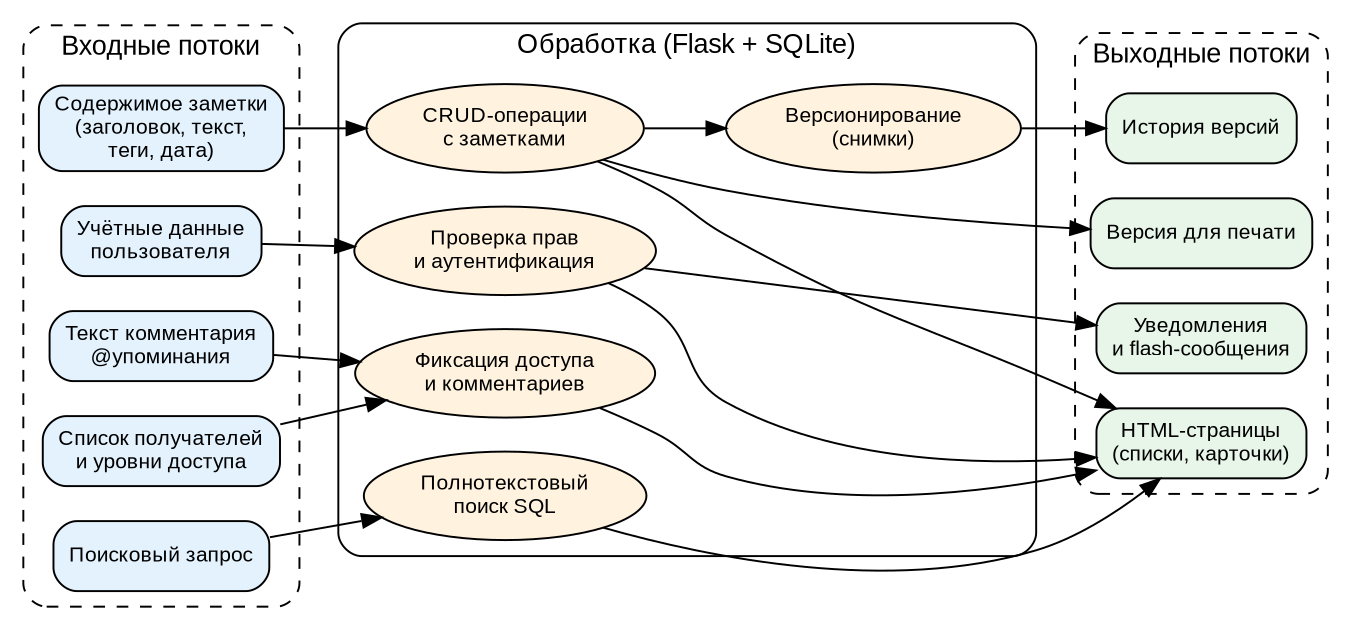 Входные потоки
Содержимое заметки
(заголовок, текст,
теги, дата)
Учётные данные
пользователя
Текст комментария
@упоминания
Список получателей
и уровни доступа
Поисковый запрос
Обработка (Flask + SQLite)
CRUD-операции
с заметками
Версионирование
(снимки)
Проверка прав
и аутентификация
Фиксация доступа
и комментариев
Полнотекстовый
поиск SQL
Выходные потоки
История версий
Версия для печати
Уведомления
и flash-сообщения
HTML-страницы
(списки, карточки)